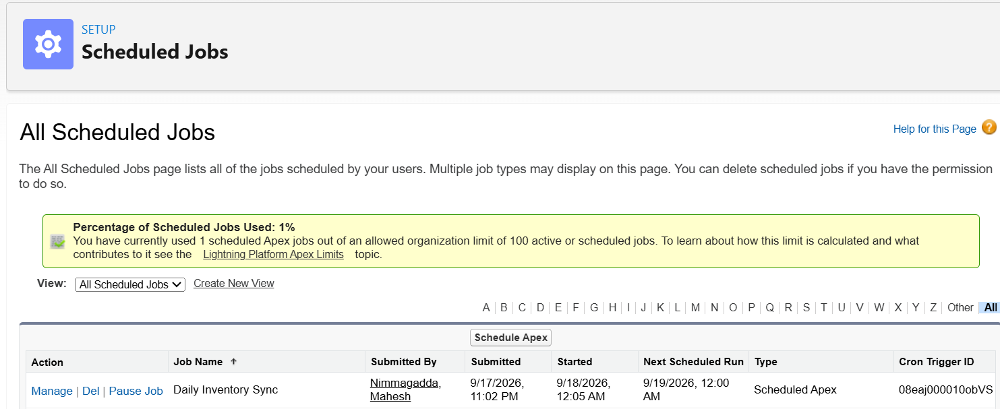 SETUP
Scheduled Jobs
All Scheduled Jobs
Help for this Page ?
The All Scheduled Jobs page lists all of the jobs scheduled by your users. Multiple job types may display on this page. You can delete scheduled jobs if you have the permission
to do so.
Percentage of Scheduled Jobs Used: 1%
You have currently used 1 scheduled Apex jobs out of an allowed organization limit of 100 active or scheduled jobs. To learn about how this limit is calculated and what
contributes to it see the Lightning Platform Apex Limits topic.
View: All Scheduled Jobs Create New View
A | B | C | D | E | F | G | H | I | J | K | L | M | N | O | P | Q | R | S | T | U | V | W | X | Y | Z | Other | All
Schedule Apex
Action Job Name ↑ Submitted By Submitted Started Next Scheduled Run Type Cron Trigger ID
Manage | Del | Pause Job Daily Inventory Sync Nimmagadda, Mahesh 9/17/2026, 11:02 PM 9/18/2026, 12:05 AM 9/19/2026, 12:00 AM Scheduled Apex 08eaj000010obVS